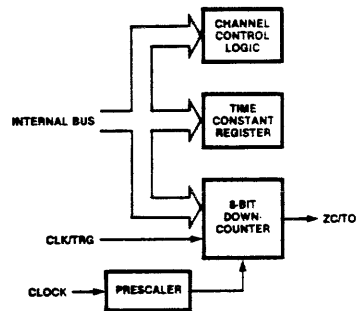 CHANNEL
CONTROL
LOGIC
INTERNAL BUS
TIME
CONSTANT
REGISTER
8-BIT
DOWN-
COUNTER
ZC/TO
CLK/TRG
CLOCK
PRESCALER